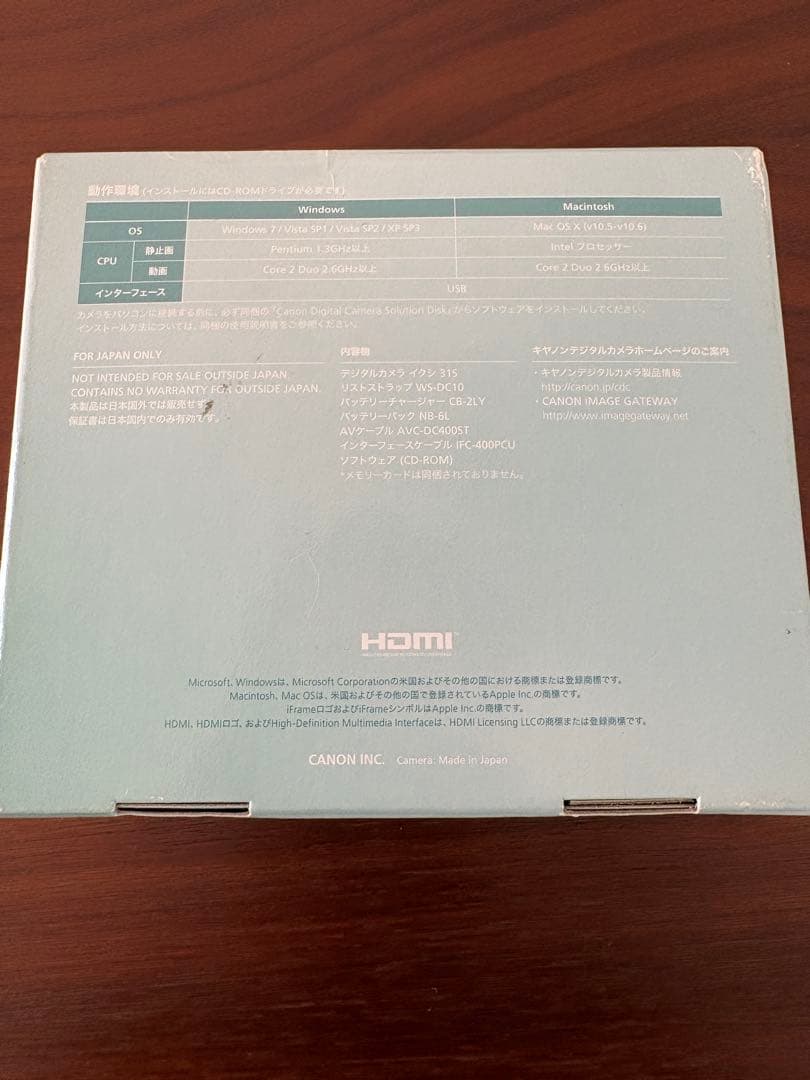 動作環境 (インストールにはCD-ROMドライブが必要です)
Windows Macintosh
OS Windows 7 / Vista SP1 / Vista SP2 / XP SP3 Mac OS X (v10.5-v10.6)
CPU 静止画 Pentium 1.3GHz以上 Intel プロセッサー
動画 Core 2 Duo 2.6GHz以上 Core 2 Duo 2.6GHz以上
インターフェース USB
カメラをパソコンに接続する前に、必ず同梱の「Canon Digital Camera Solution Disk」からソフトウェアをインストールしてください。
インストール方法については、同梱の使用説明書をご参照ください。
FOR JAPAN ONLY
NOT INTENDED FOR SALE OUTSIDE JAPAN.
CONTAINS NO WARRANTY FOR OUTSIDE JAPAN.
本製品は日本国外では販売せず、
保証書は日本国内でのみ有効です。
内容物
デジタルカメラ イクシ 31S
リストストラップ WS-DC10
バッテリーチャージャー CB-2LY
バッテリーパック NB-6L
AVケーブル AVC-DC400ST
インターフェースケーブル IFC-400PCU
ソフトウェア (CD-ROM)
*メモリーカードは同梱されておりません。
キヤノンデジタルカメラホームページのご案内
・キヤノンデジタルカメラ製品情報
http://canon.jp/cdc
・CANON iMAGE GATEWAY
http://www.imagegateway.net
HDMI
Microsoft、Windowsは、Microsoft Corporationの米国およびその他の国における商標または登録商標です。
Macintosh、Mac OSは、米国およびその他の国で登録されているApple Inc.の商標です。
iFrameロゴおよびiFrameシンボルはApple Inc.の商標です。
HDMI、HDMIロゴ、およびHigh-Definition Multimedia Interfaceは、HDMI Licensing LLCの商標または登録商標です。
CANON INC. Camera: Made in Japan